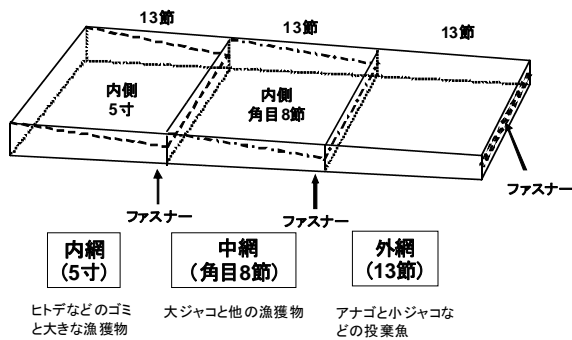 13節
13節
13節
内側
5寸
内側
角目8節
ファスナー
ファスナー
ファスナー
内網
(5寸)
中網
(角目8節)
外網
(13節)
ヒトデなどのゴミ
と大きな漁獲物
大ジャコと他の漁獲物
アナゴと小ジャコな
どの投棄魚